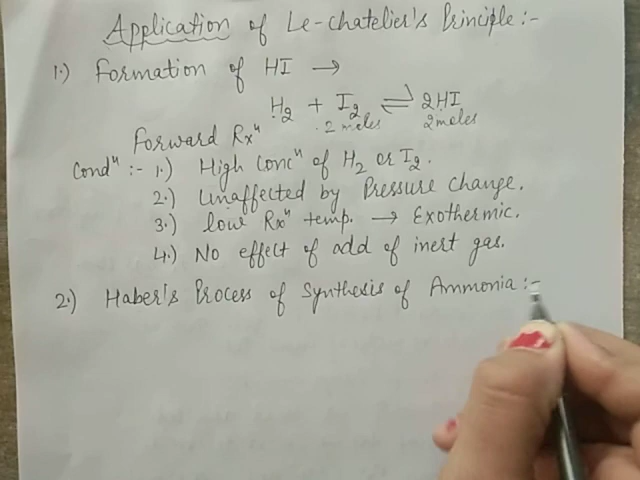 Application of Le-chatelier's Principle:-
1.) Formation of HI →
H₂ + I₂ ⇌ 2HI
2 moles 2 moles
Forward Rxⁿ
Condⁿ :- 1.) High Concⁿ of H₂ or I₂.
2.) Unaffected by Pressure change.
3.) low Rxⁿ temp. → Exothermic.
4.) No effect of add of inert gas.
2.) Haber's Process of Synthesis of Ammonia:-